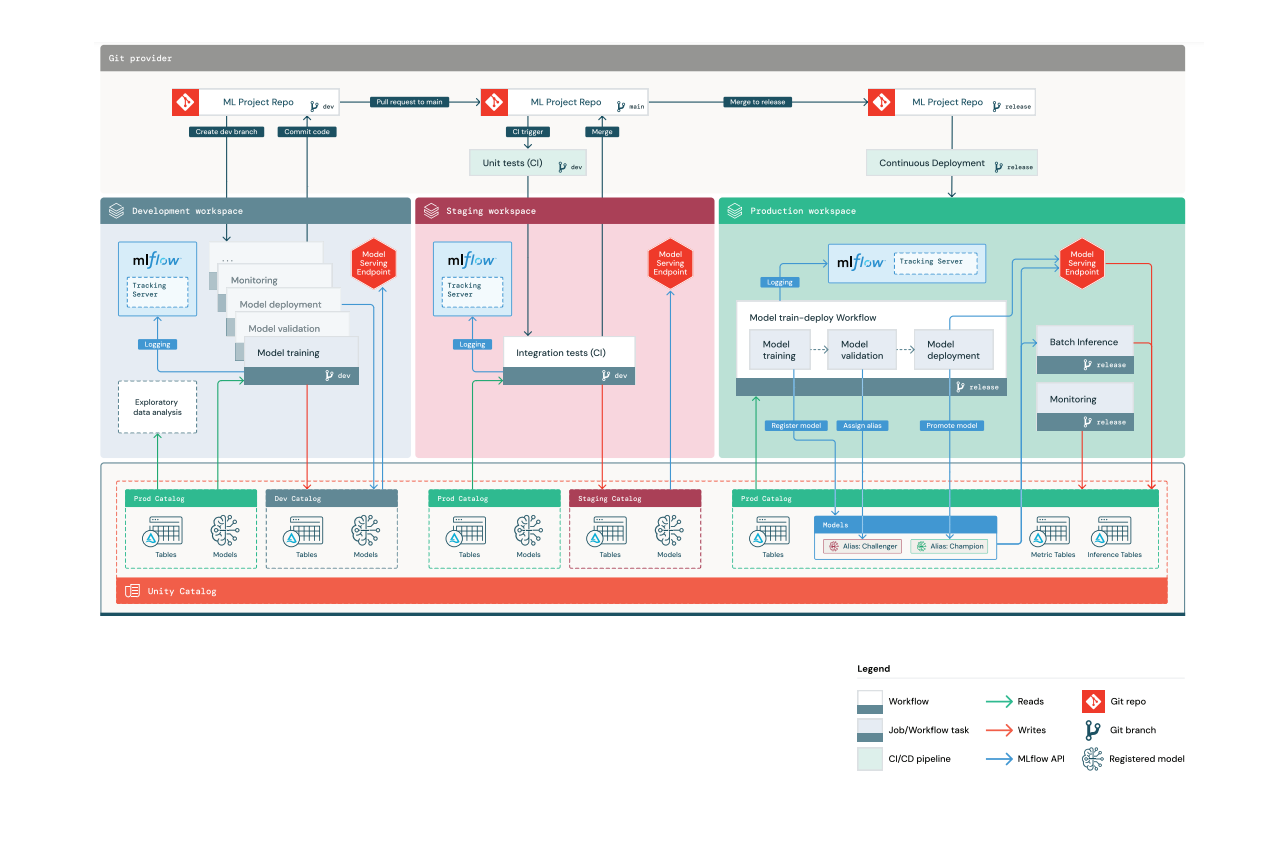 Git provider
ML Project Repo
dev
Pull request to main
ML Project Repo
main
Merge to release
ML Project Repo
release
Create dev branch
Commit code
CI trigger
Merge
Unit tests (CI)
dev
Continuous Deployment
release
Development workspace
mlflow
Tracking
Server
Logging
...
Monitoring
Model deployment
Model validation
Model training
dev
Model
Serving
Endpoint
Exploratory
data analysis
Staging workspace
mlflow
Tracking
Server
Logging
Integration tests (CI)
dev
Model
Serving
Endpoint
Production workspace
mlflow
Tracking Server
Logging
Model train-deploy Workflow
Model
training
Model
validation
Model
deployment
release
Model
Serving
Endpoint
Batch Inference
release
Monitoring
release
Register model
Assign alias
Promote model
Prod Catalog
Tables
Models
Dev Catalog
Tables
Models
Prod Catalog
Tables
Models
Staging Catalog
Tables
Models
Prod Catalog
Tables
Models
Alias: Challenger
Alias: Champion
Metric Tables
Inference Tables
Unity Catalog
Legend
Workflow
Reads
Git repo
Job/Workflow task
Writes
Git branch
CI/CD pipeline
MLflow API
Registered model